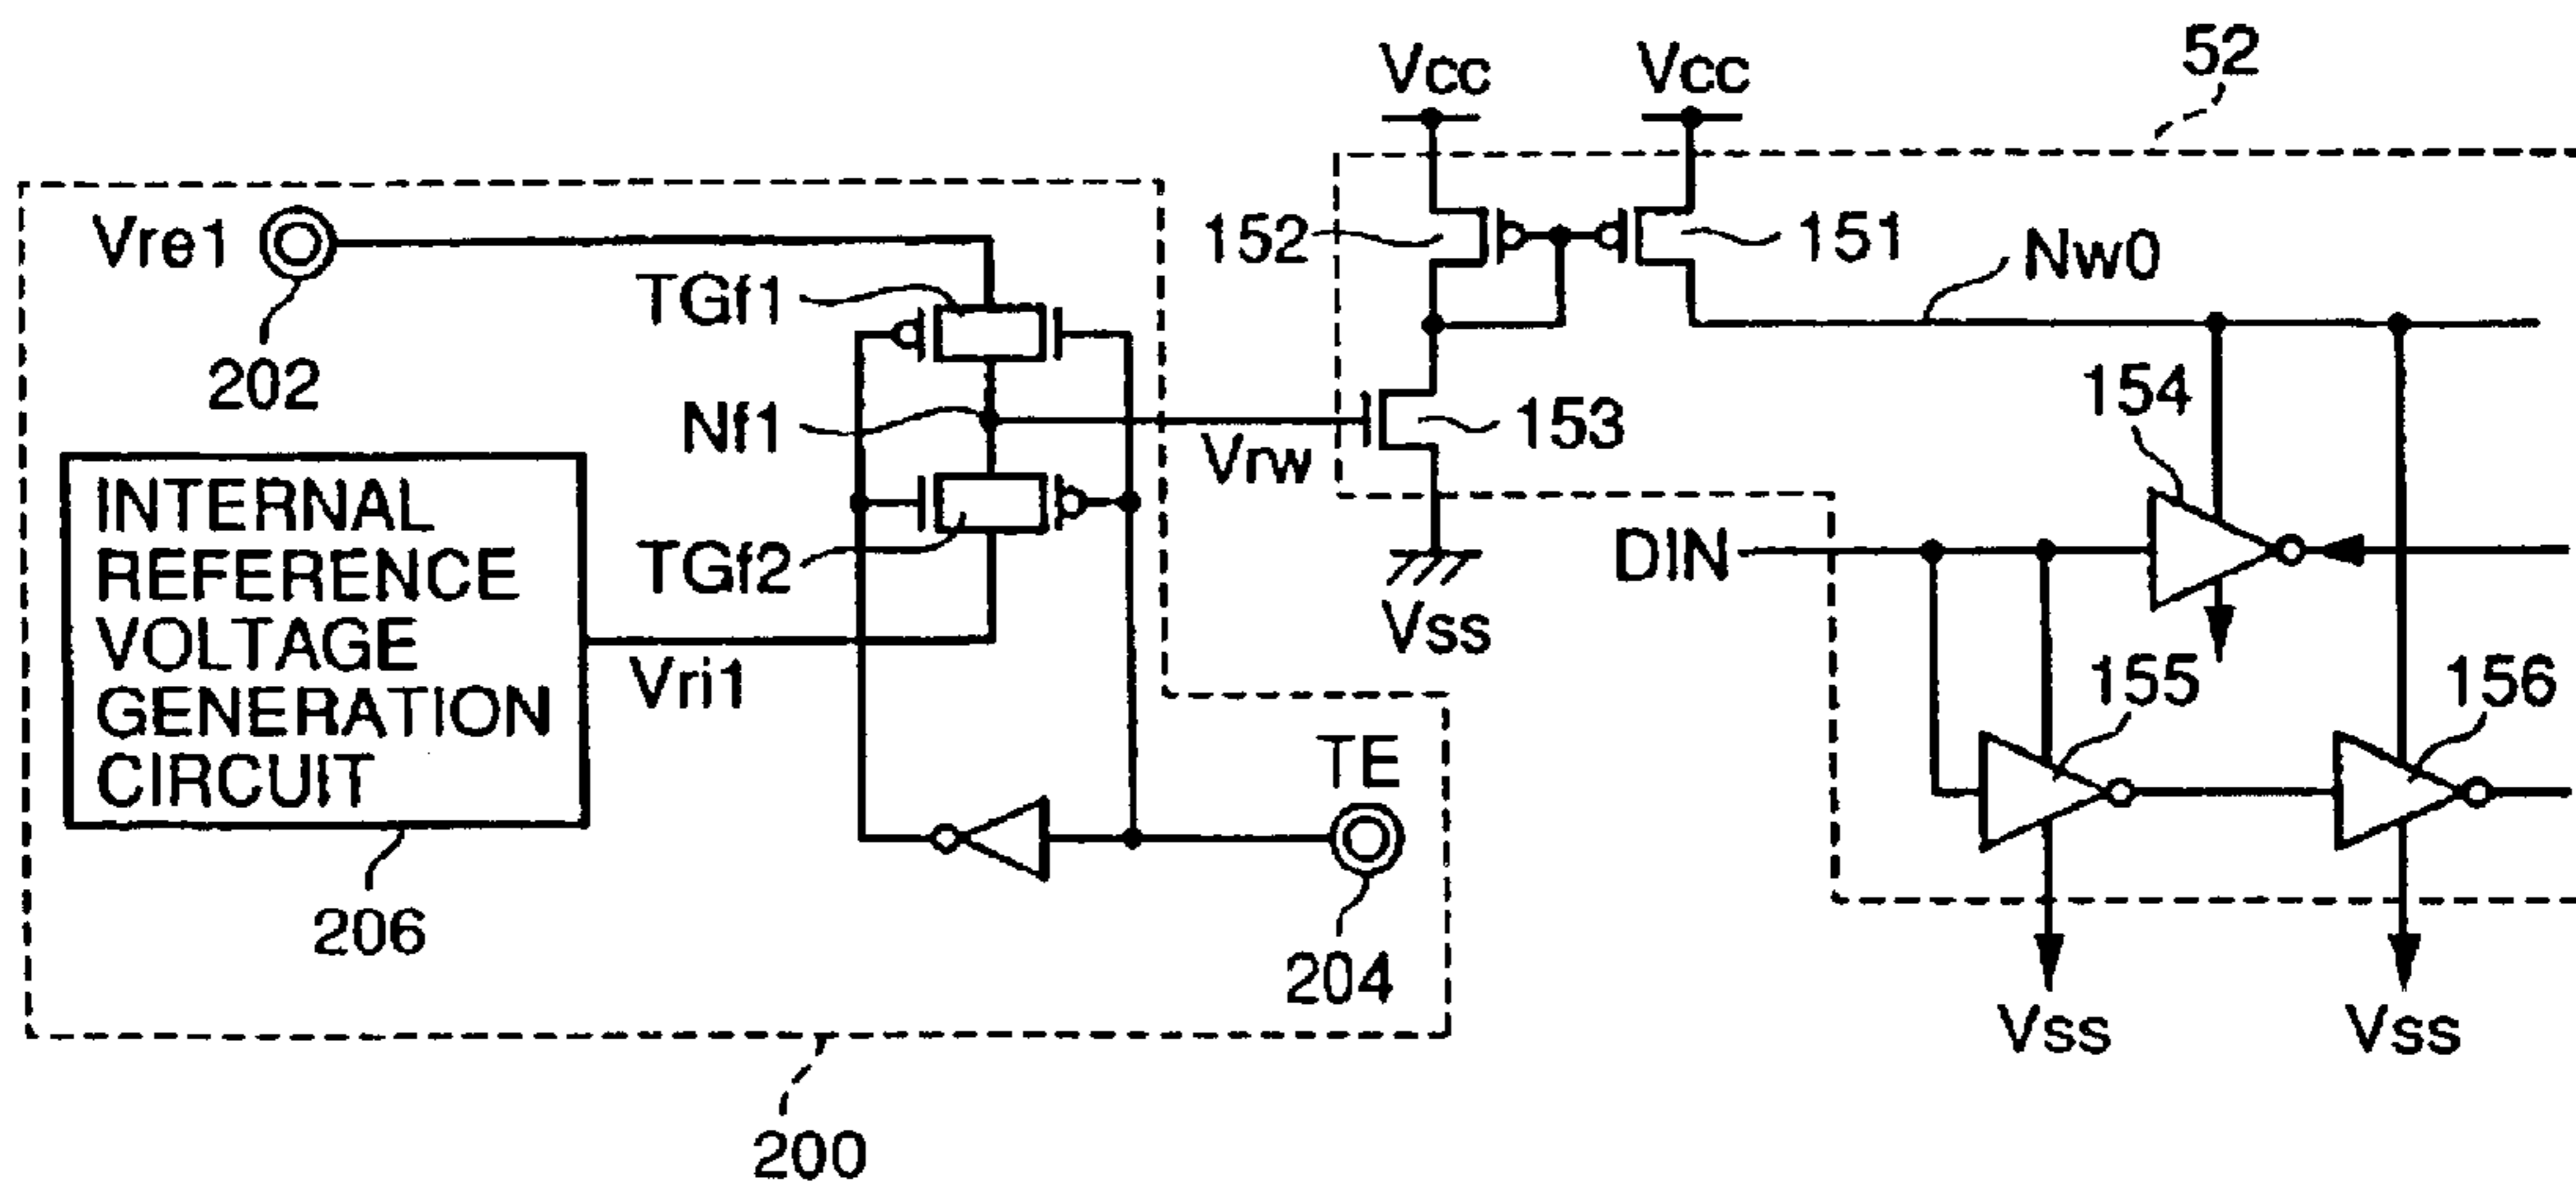 52
Vcc
Vcc
Vre1
152
151
Nw0
TGf1
202
154
Nf1
153
Vrw
INTERNAL
REFERENCE
VOLTAGE
GENERATION
CIRCUIT
TGf2
DIN
Vss
Vri1
155
156
TE
206
204
Vss
Vss
200